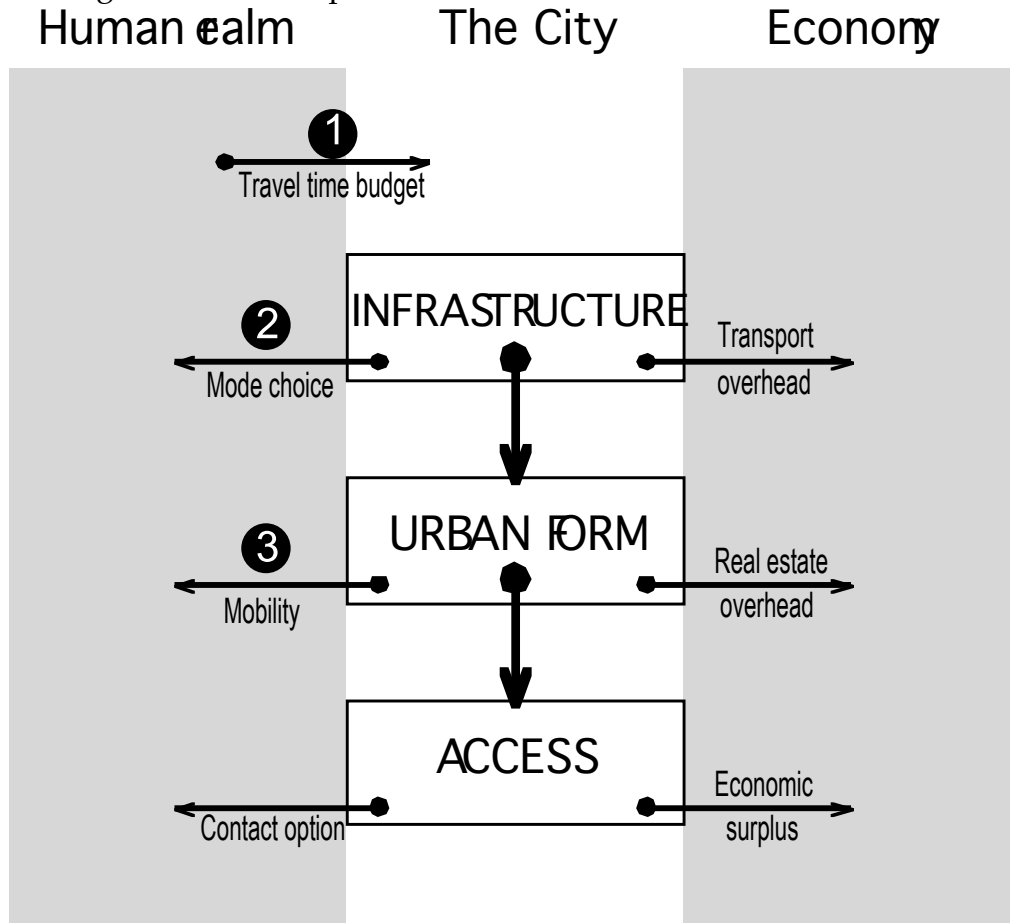 Human realm The City Economy
1
Travel time budget
INFRASTRUCTURE
2
Mode choice
Transport
overhead
URBAN FORM
3
Mobility
Real estate
overhead
ACCESS
Contact option
Economic
surplus